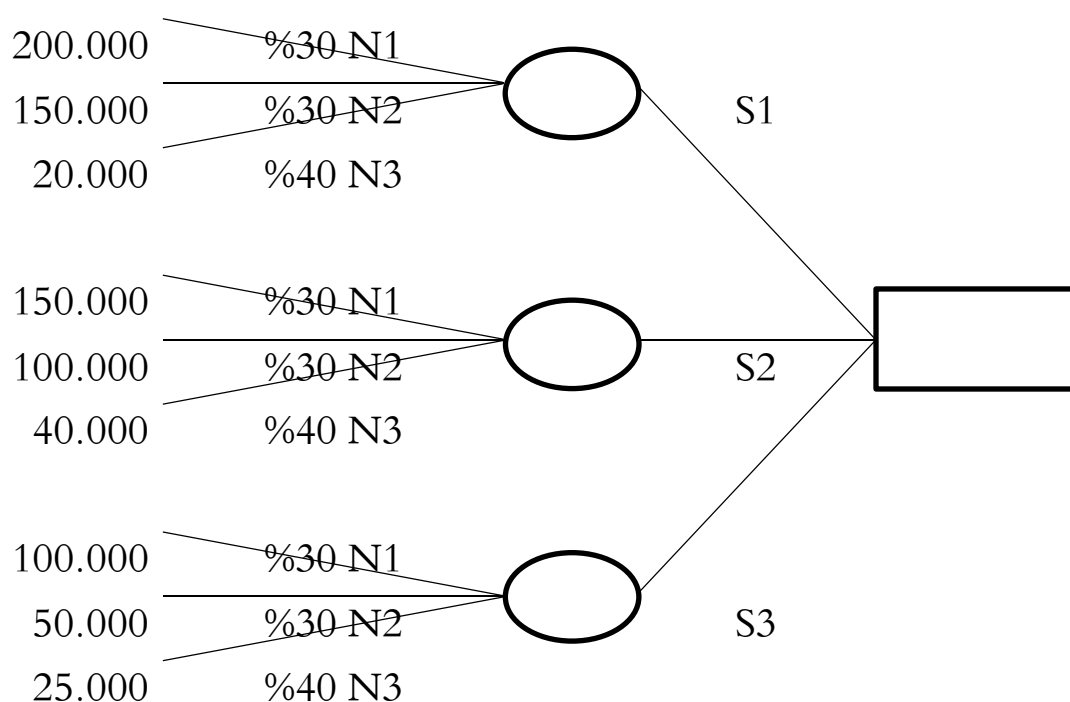 200.000 %30 N1
150.000 %30 N2 S1
20.000 %40 N3
150.000 %30 N1
100.000 %30 N2 S2
40.000 %40 N3
100.000 %30 N1
50.000 %30 N2 S3
25.000 %40 N3